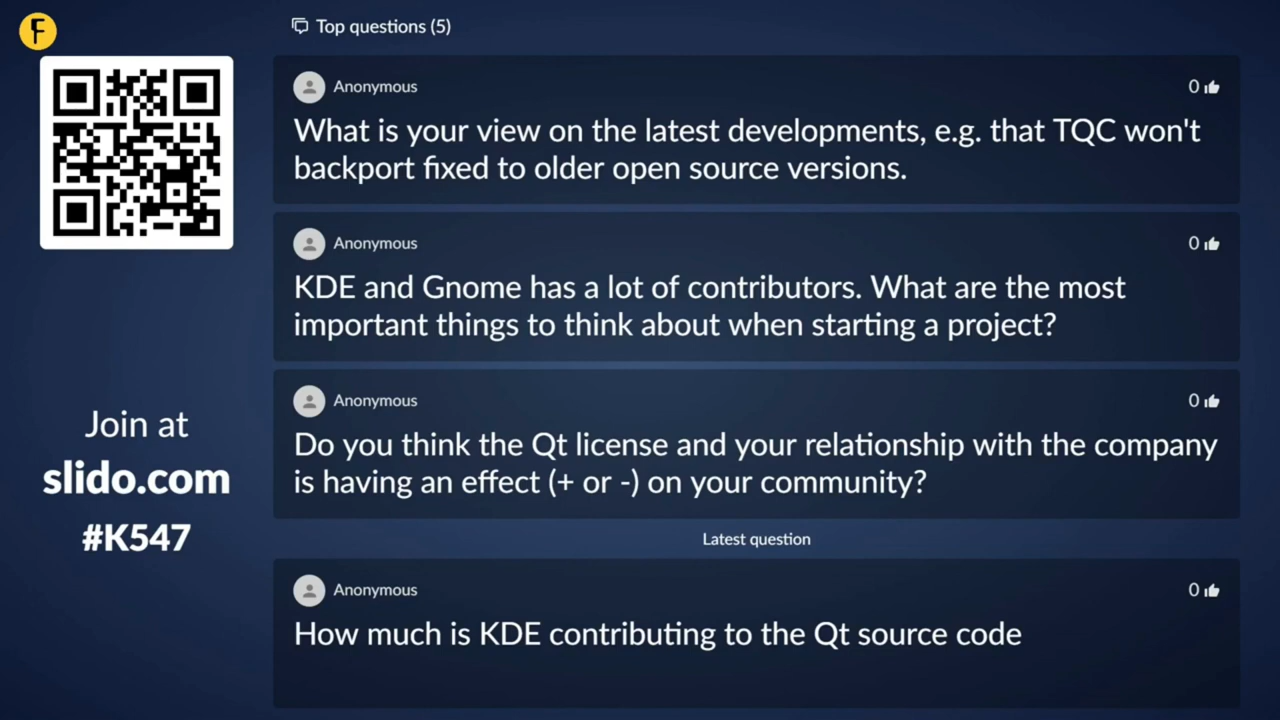 F
Top questions (5)
Anonymous
0
What is your view on the latest developments, e.g. that TQC won't
backport fixed to older open source versions.
Anonymous
0
KDE and Gnome has a lot of contributors. What are the most
important things to think about when starting a project?
Anonymous
0
Do you think the Qt license and your relationship with the company
is having an effect (+ or -) on your community?
Join at
slido.com
#K547
Latest question
Anonymous
0
How much is KDE contributing to the Qt source code